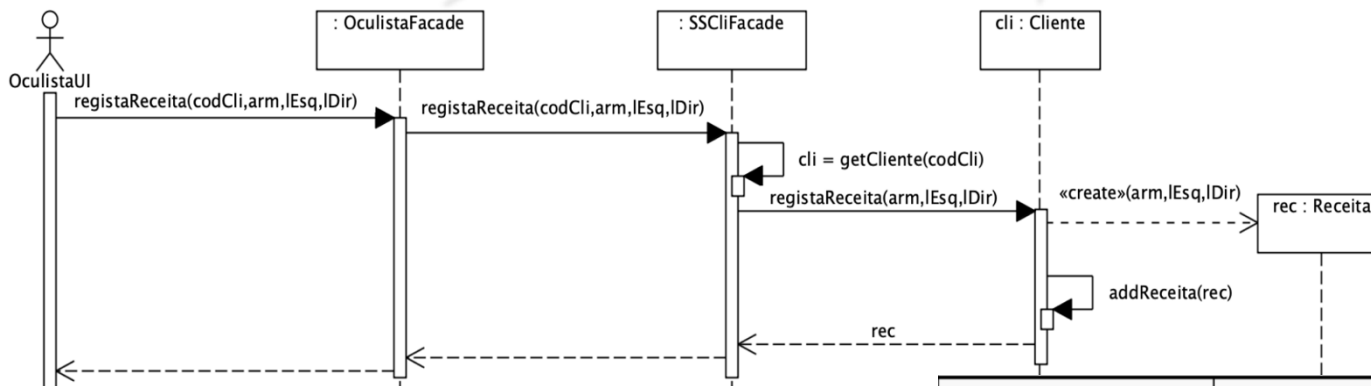 : OculistaFacade
: SSCliFacade
cli : Cliente
OculistaUI
registaReceita(codCli,arm,lEsq,lDir)
registaReceita(codCli,arm,lEsq,lDir)
cli = getCliente(codCli)
registaReceita(arm,lEsq,lDir)
«create»(arm,lEsq,lDir)
rec : Receita
addReceita(rec)
rec